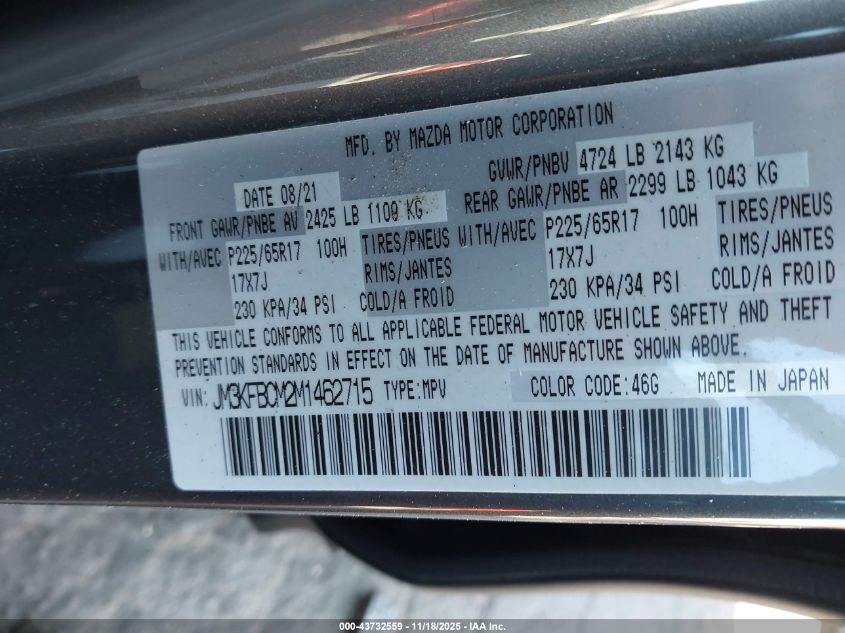 MFD. BY MAZDA MOTOR CORPORATION
DATE 08/21 GVWR/PNBV 4724 LB 2143 KG
FRONT GAWR/PNBE AV 2425 LB 1100 KG REAR GAWR/PNBE AR 2299 LB 1043 KG
WITH/AVEC P225/65R17 100H TIRES/PNEUS WITH/AVEC P225/65R17 100H TIRES/PNEUS
17X7J RIMS/JANTES 17X7J RIMS/JANTES
230 KPA/34 PSI COLD/A FROID 230 KPA/34 PSI COLD/A FROID
THIS VEHICLE CONFORMS TO ALL APPLICABLE FEDERAL MOTOR VEHICLE SAFETY AND THEFT
PREVENTION STANDARDS IN EFFECT ON THE DATE OF MANUFACTURE SHOWN ABOVE.
VIN: JM3KFBCM2M1462715 TYPE:MPV COLOR CODE:46G MADE IN JAPAN
000-43732559 — 11/18/2025 — IAA Inc.